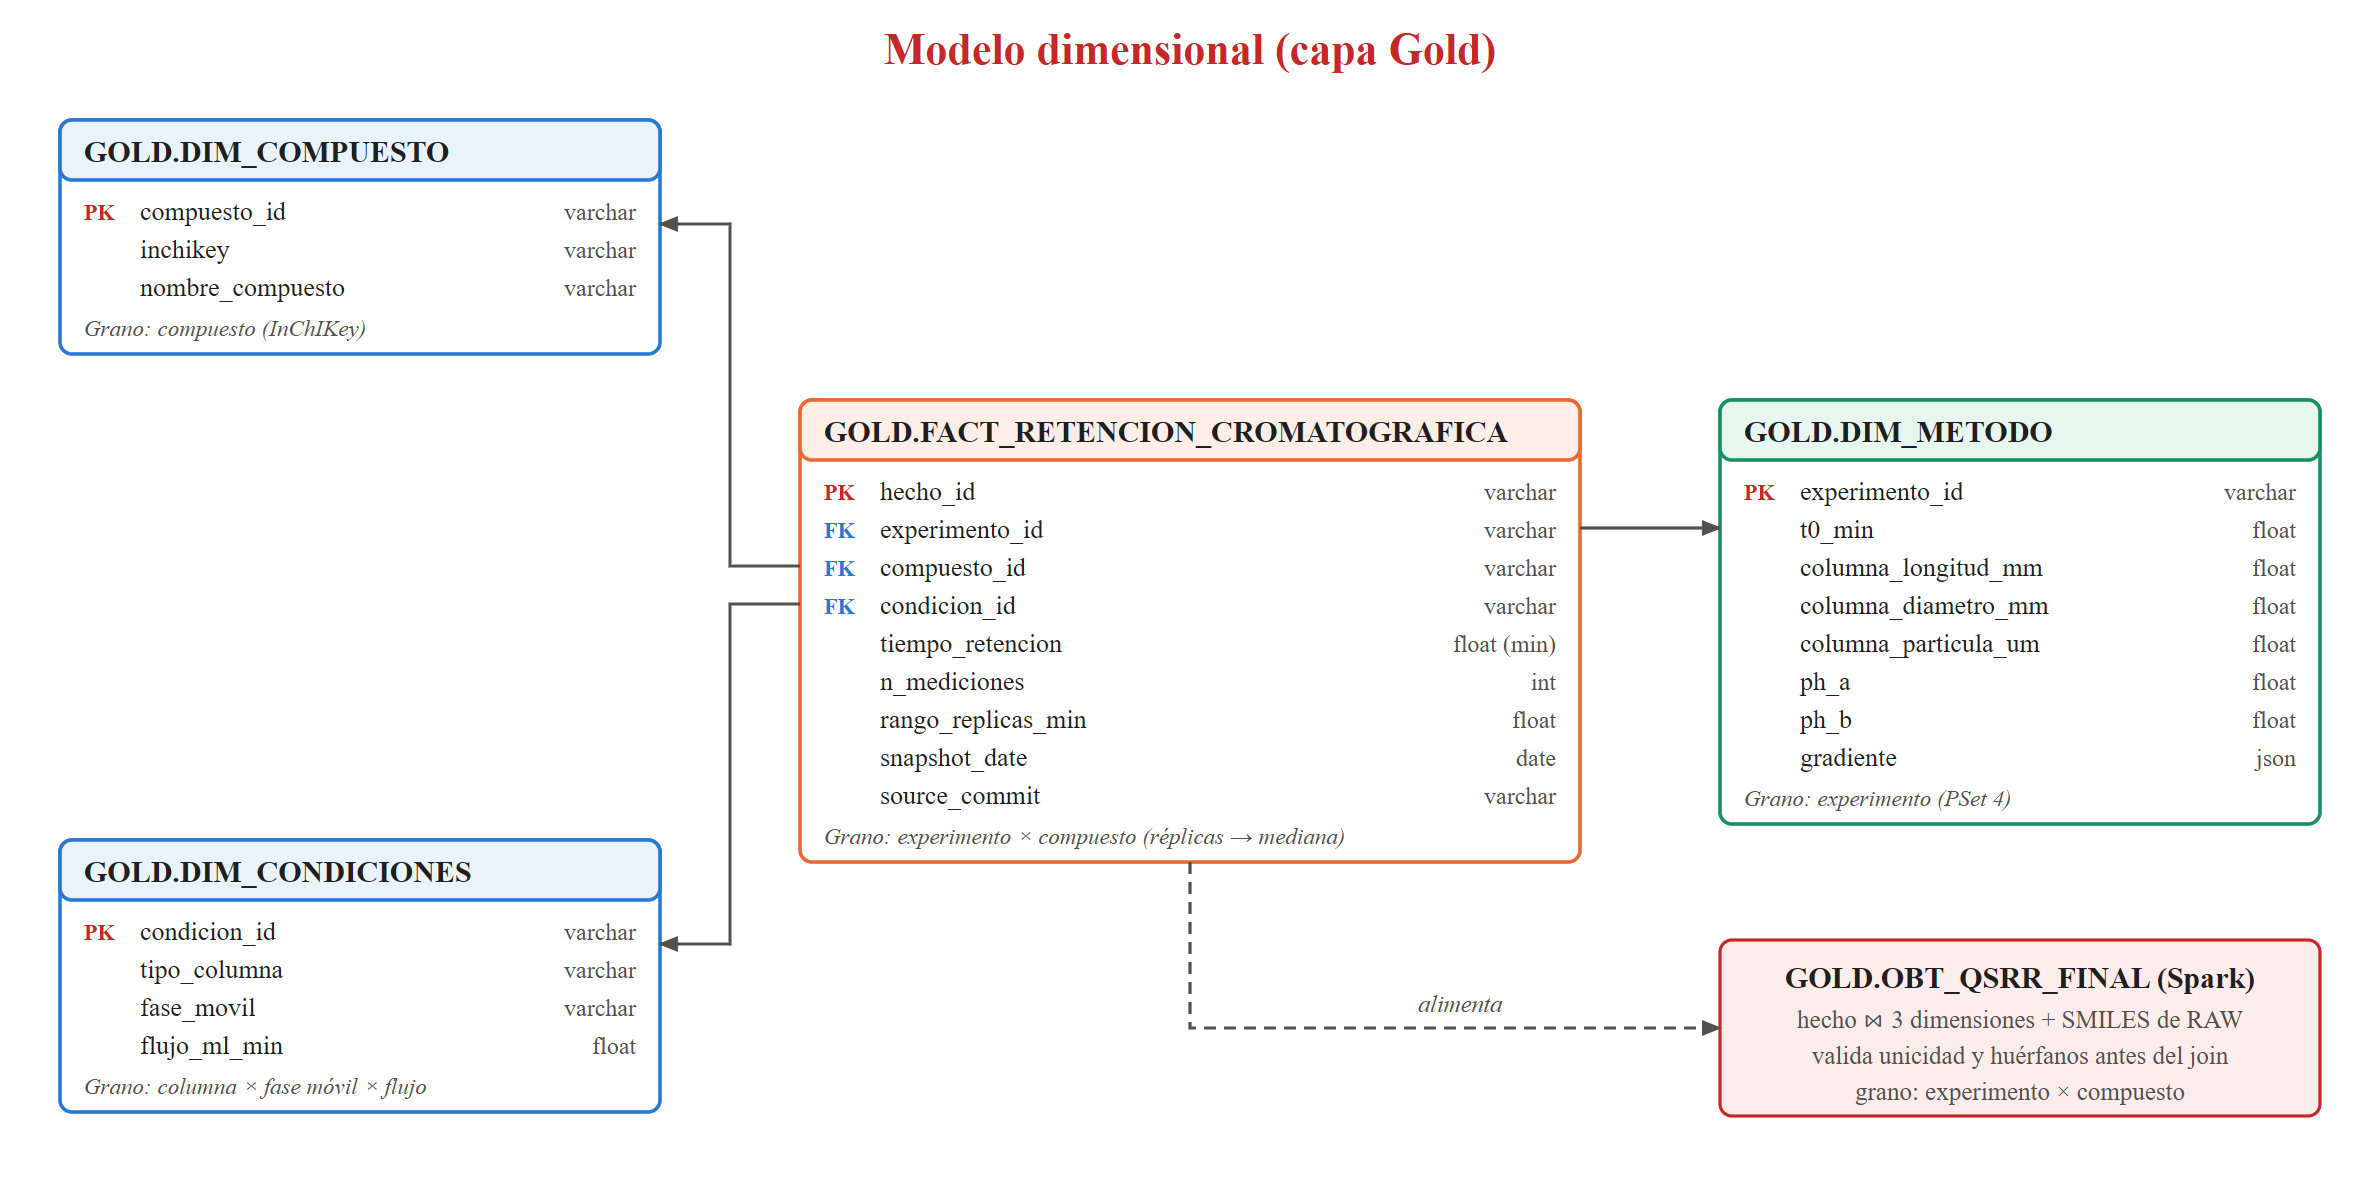 Modelo dimensional (capa Gold)
GOLD.DIM_COMPUESTO
PK compuesto_id varchar
inchikey varchar
nombre_compuesto varchar
Grano: compuesto (InChIKey)
GOLD.FACT_RETENCION_CROMATOGRAFICA
PK hecho_id varchar
FK experimento_id varchar
FK compuesto_id varchar
FK condicion_id varchar
tiempo_retencion float (min)
n_mediciones int
rango_replicas_min float
snapshot_date date
source_commit varchar
Grano: experimento × compuesto (réplicas → mediana)
GOLD.DIM_METODO
PK experimento_id varchar
t0_min float
columna_longitud_mm float
columna_diametro_mm float
columna_particula_um float
ph_a float
ph_b float
gradiente json
Grano: experimento (PSet 4)
GOLD.DIM_CONDICIONES
PK condicion_id varchar
tipo_columna varchar
fase_movil varchar
flujo_ml_min float
Grano: columna × fase móvil × flujo
alimenta
GOLD.OBT_QSRR_FINAL (Spark)
hecho ⋈ 3 dimensiones + SMILES de RAW
valida unicidad y huérfanos antes del join
grano: experimento × compuesto